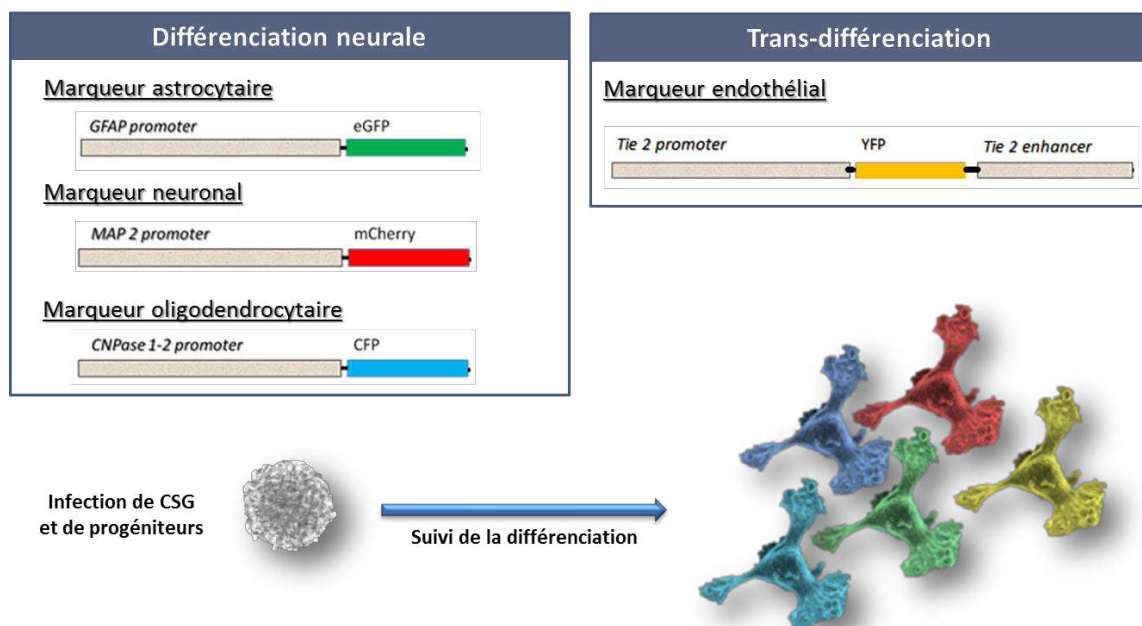 Différenciation neurale
Marqueur astrocytaire
GFAP promoter eGFP
Marqueur neuronal
MAP 2 promoter mCherry
Marqueur oligodendrocytaire
CNPase 1-2 promoter CFP
Trans-différenciation
Marqueur endothélial
Tie 2 promoter YFP Tie 2 enhancer
Infection de CSG
et de progéniteurs
Suivi de la différenciation